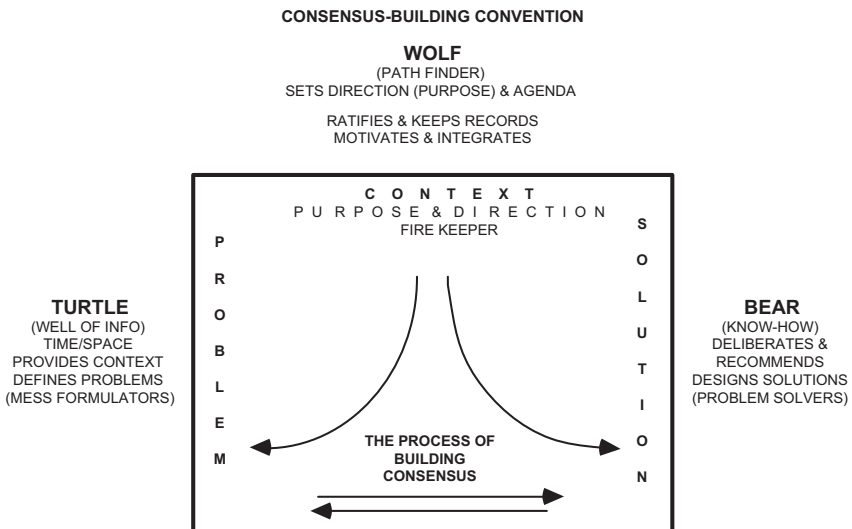 CONSENSUS-BUILDING CONVENTION
WOLF
(PATH FINDER)
SETS DIRECTION (PURPOSE) & AGENDA
RATIFIES & KEEPS RECORDS
MOTIVATES & INTEGRATES
CONTEXT
PURPOSE & DIRECTION
FIRE KEEPER
PROBLEM
SOLUTION
TURTLE
(WELL OF INFO)
TIME/SPACE
PROVIDES CONTEXT
DEFINES PROBLEMS
(MESS FORMULATORS)
BEAR
(KNOW-HOW)
DELIBERATES &
RECOMMENDS
DESIGNS SOLUTIONS
(PROBLEM SOLVERS)
THE PROCESS OF
BUILDING
CONSENSUS